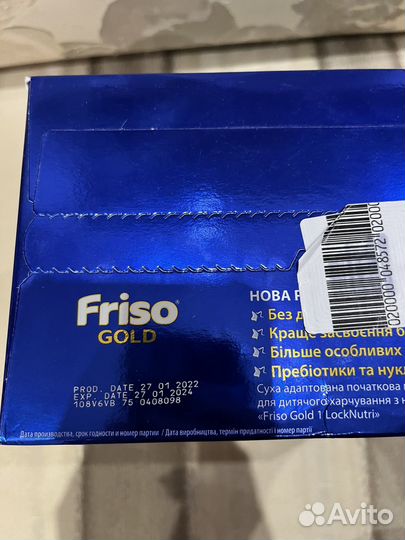 Friso®
GOLD
НОВА
Без
Краще засвоєння
Більше особливих
Пребіотики та
Суха адаптована початкова
для дитячого харчування з
«Friso Gold 1 LockNutri»
PROD. DATE 27 01 2022
EXP. DATE 27 01 2024
108V6VB 75 0408098
Дата производства, срок годности и номер партии / Дата виробництва, термін придатності і номер партії
Avito